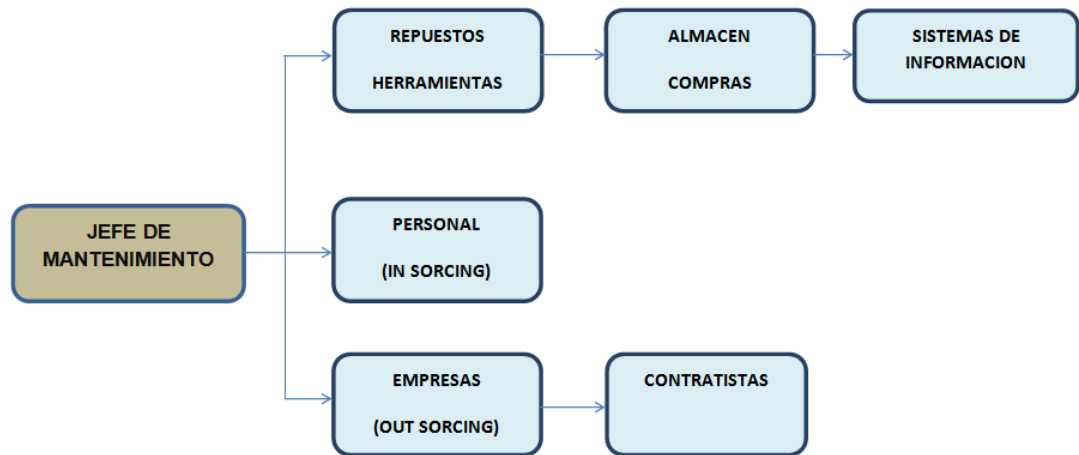 REPUESTOS
HERRAMIENTAS
ALMACEN
COMPRAS
SISTEMAS DE
INFORMACION
JEFE DE
MANTENIMIENTO
PERSONAL
(IN SORCING)
EMPRESAS
(OUT SORCING)
CONTRATISTAS